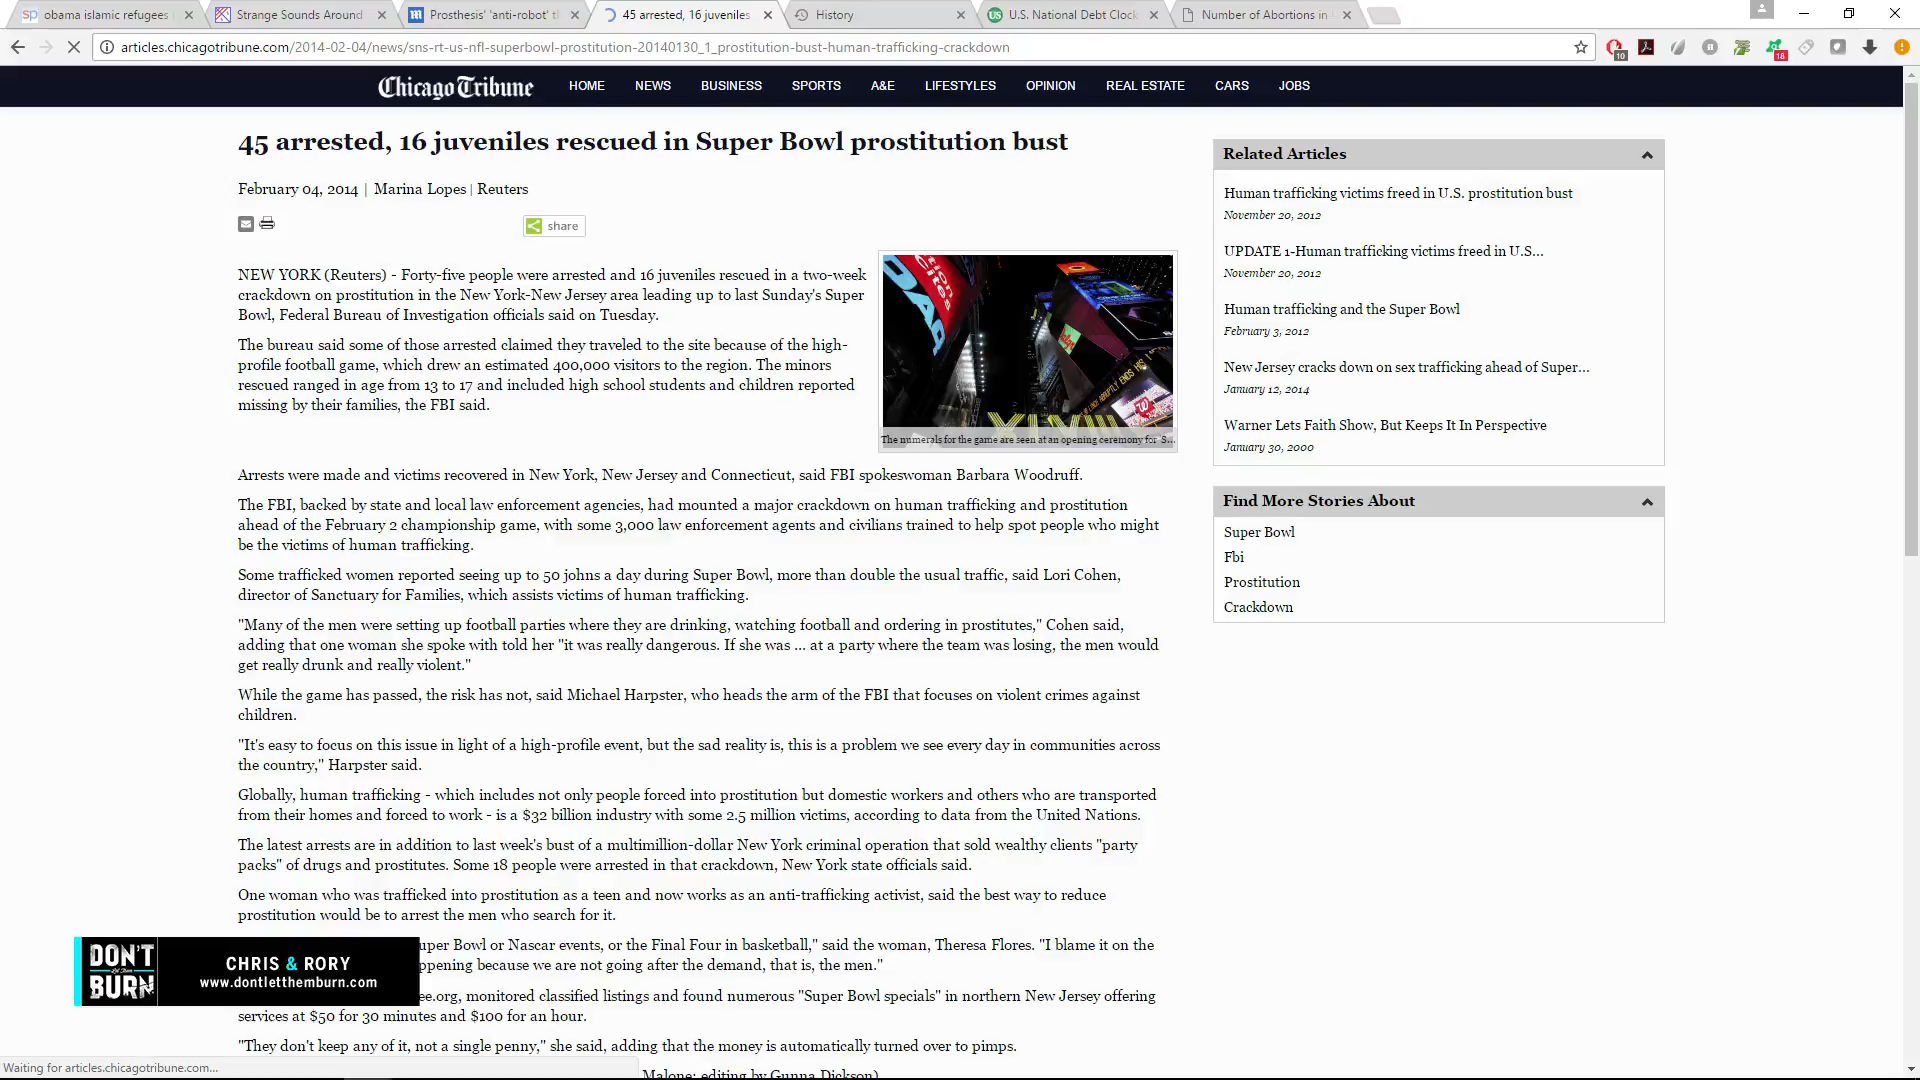 obama islamic refugees
Strange Sounds Around
Prosthesis' 'anti-robot' t
45 arrested, 16 juveniles
History
U.S. National Debt Clock
Number of Abortions in
articles.chicagotribune.com/2014-02-04/news/sns-rt-us-nfl-superbowl-prostitution-20140130_1_prostitution-bust-human-trafficking-crackdown
10
18
Chicago Tribune
HOME NEWS BUSINESS SPORTS A&E LIFESTYLES OPINION REAL ESTATE CARS JOBS
45 arrested, 16 juveniles rescued in Super Bowl prostitution bust
February 04, 2014 | Marina Lopes | Reuters
share
NEW YORK (Reuters) - Forty-five people were arrested and 16 juveniles rescued in a two-week
crackdown on prostitution in the New York-New Jersey area leading up to last Sunday's Super
Bowl, Federal Bureau of Investigation officials said on Tuesday.
The bureau said some of those arrested claimed they traveled to the site because of the high-
profile football game, which drew an estimated 400,000 visitors to the region. The minors
rescued ranged in age from 13 to 17 and included high school students and children reported
missing by their families, the FBI said.
The numerals for the game are seen at an opening ceremony for 'S...
Arrests were made and victims recovered in New York, New Jersey and Connecticut, said FBI spokeswoman Barbara Woodruff.
The FBI, backed by state and local law enforcement agencies, had mounted a major crackdown on human trafficking and prostitution
ahead of the February 2 championship game, with some 3,000 law enforcement agents and civilians trained to help spot people who might
be the victims of human trafficking.
Some trafficked women reported seeing up to 50 johns a day during Super Bowl, more than double the usual traffic, said Lori Cohen,
director of Sanctuary for Families, which assists victims of human trafficking.
"Many of the men were setting up football parties where they are drinking, watching football and ordering in prostitutes," Cohen said,
adding that one woman she spoke with told her "it was really dangerous. If she was ... at a party where the team was losing, the men would
get really drunk and really violent."
While the game has passed, the risk has not, said Michael Harpster, who heads the arm of the FBI that focuses on violent crimes against
children.
"It's easy to focus on this issue in light of a high-profile event, but the sad reality is, this is a problem we see every day in communities across
the country," Harpster said.
Globally, human trafficking - which includes not only people forced into prostitution but domestic workers and others who are transported
from their homes and forced to work - is a $32 billion industry with some 2.5 million victims, according to data from the United Nations.
The latest arrests are in addition to last week's bust of a multimillion-dollar New York criminal operation that sold wealthy clients "party
packs" of drugs and prostitutes. Some 18 people were arrested in that crackdown, New York state officials said.
One woman who was trafficked into prostitution as a teen and now works as an anti-trafficking activist, said the best way to reduce
prostitution would be to arrest the men who search for it.
uper Bowl or Nascar events, or the Final Four in basketball," said the woman, Theresa Flores. "I blame it on the
ppening because we are not going after the demand, that is, the men."
ee.org, monitored classified listings and found numerous "Super Bowl specials" in northern New Jersey offering
services at $50 for 30 minutes and $100 for an hour.
"They don't keep any of it, not a single penny," she said, adding that the money is automatically turned over to pimps.
Malone; editing by Gunna Dickson)
Related Articles
Human trafficking victims freed in U.S. prostitution bust
November 20, 2012
UPDATE 1-Human trafficking victims freed in U.S...
November 20, 2012
Human trafficking and the Super Bowl
February 3, 2012
New Jersey cracks down on sex trafficking ahead of Super...
January 12, 2014
Warner Lets Faith Show, But Keeps It In Perspective
January 30, 2000
Find More Stories About
Super Bowl
Fbi
Prostitution
Crackdown
DON'T
BURN
CHRIS & RORY
www.dontletthemburn.com
Waiting for articles.chicagotribune.com...